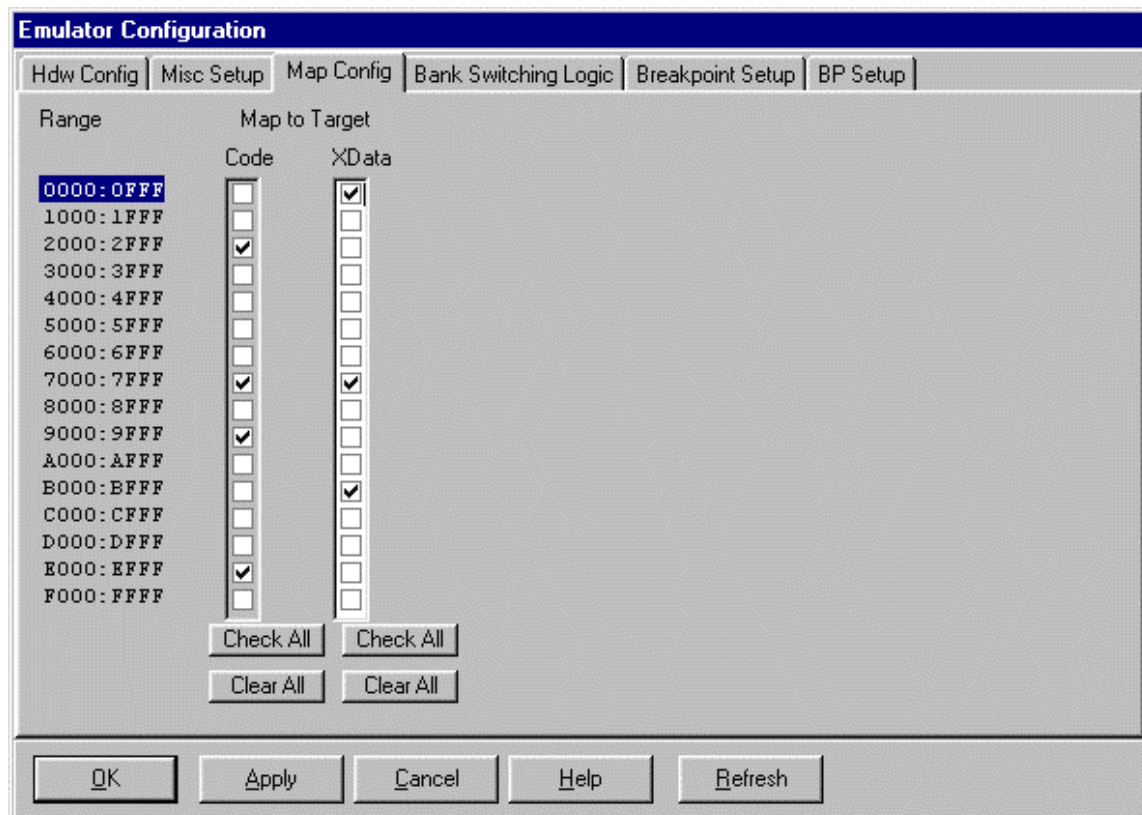 Emulator Configuration
Hdw Config Misc Setup Map Config Bank Switching Logic Breakpoint Setup BP Setup
Range Map to Target
Code XData
0000:0FFF
1000:1FFF
2000:2FFF
3000:3FFF
4000:4FFF
5000:5FFF
6000:6FFF
7000:7FFF
8000:8FFF
9000:9FFF
A000:AFFF
B000:BFFF
C000:CFFF
D000:DFFF
E000:EFFF
F000:FFFF
Check All Check All
Clear All Clear All
OK Apply Cancel Help Refresh